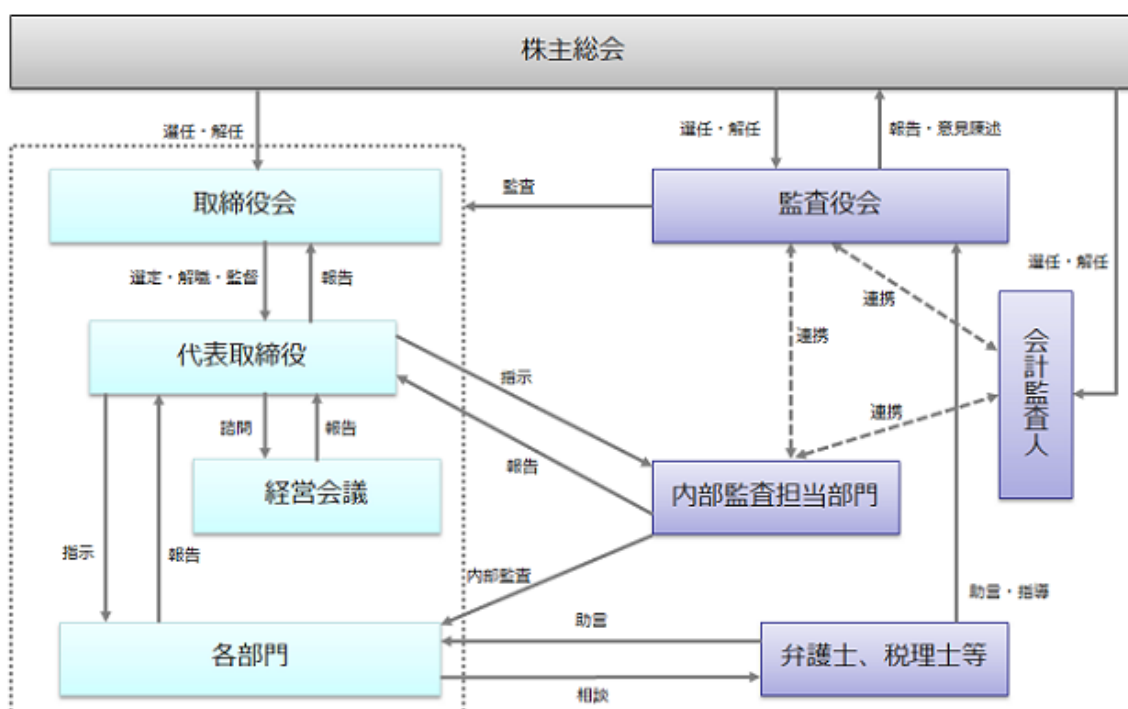 株主総会
選任・解任
選任・解任
報告・意見陳述
取締役会
監査
監査役会
選任・解任
選定・解職・監督
報告
連携
会計監査人
代表取締役
連携
指示
諮問
報告
連携
報告
経営会議
内部監査担当部門
指示
報告
内部監査
助言・指導
助言
各部門
弁護士、税理士等
相談